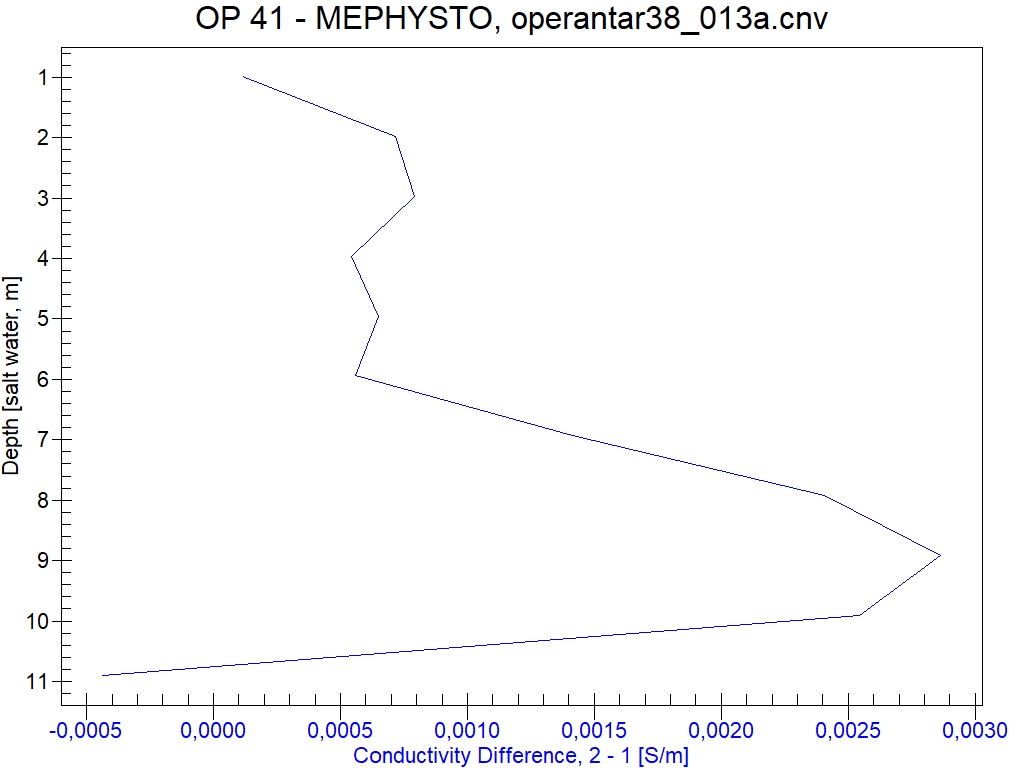 OP 41 - MEPHYSTO, operantar38_013a.cnv
Depth [salt water, m]
1
2
3
4
5
6
7
8
9
10
11
-0,0005 0,0000 0,0005 0,0010 0,0015 0,0020 0,0025 0,0030
Conductivity Difference, 2 - 1 [S/m]